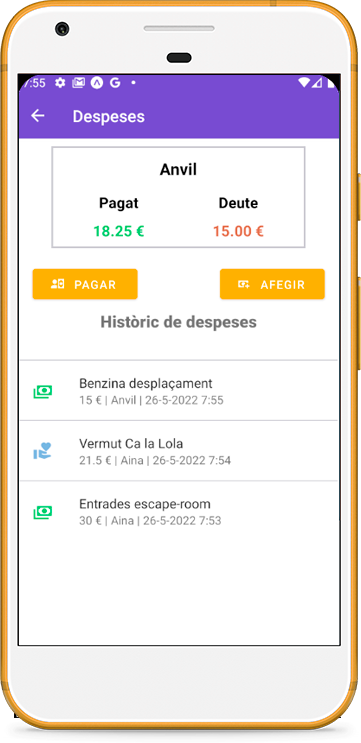 7:55
Despeses
Anvil
Pagat Deute
18.25 € 15.00 €
PAGAR AFEGIR
Històric de despeses
Benzina desplaçament
15 € | Anvil | 26-5-2022 7:55
Vermut Ca la Lola
21.5 € | Aina | 26-5-2022 7:54
Entrades escape-room
30 € | Aina | 26-5-2022 7:53